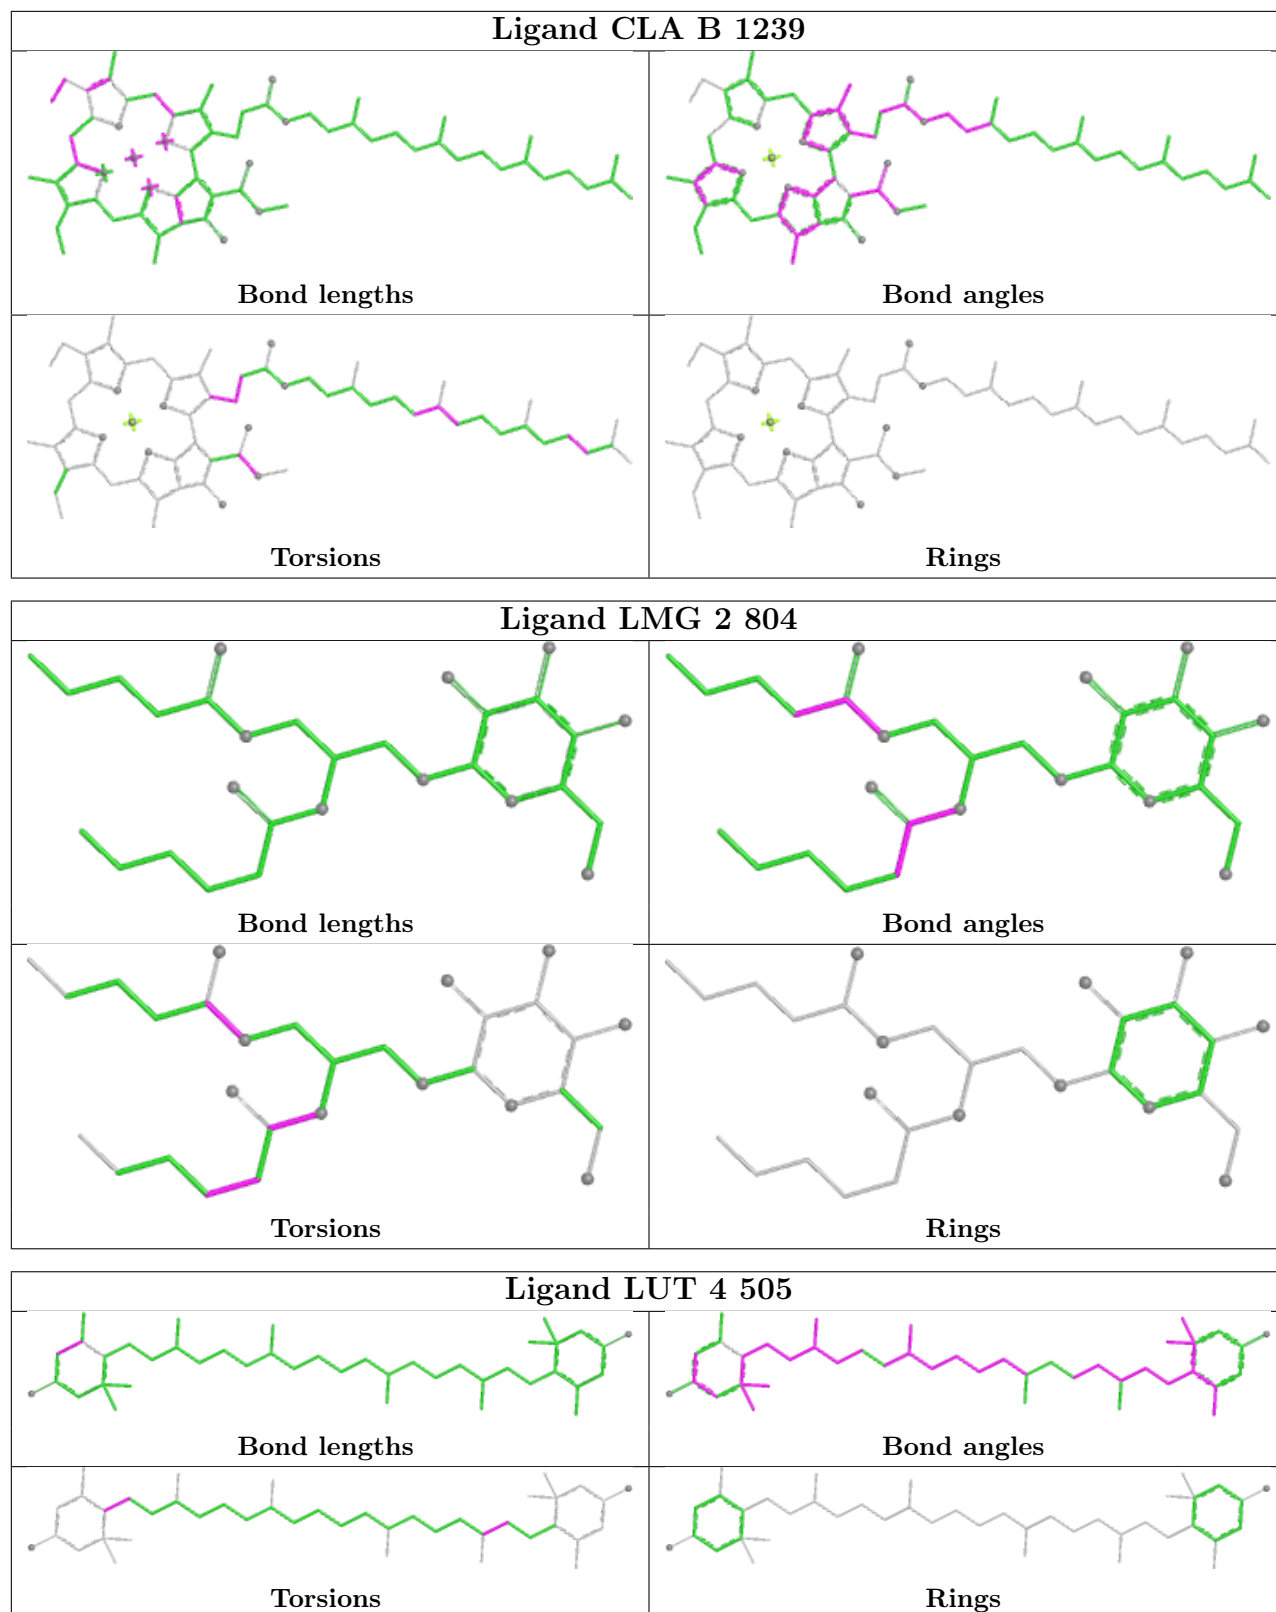 Ligand CLA B 1239
Bond lengths
Bond angles
Torsions
Rings
Ligand LMG 2 804
Bond lengths
Bond angles
Torsions
Rings
Ligand LUT 4 505
Bond lengths
Bond angles
Torsions
Rings